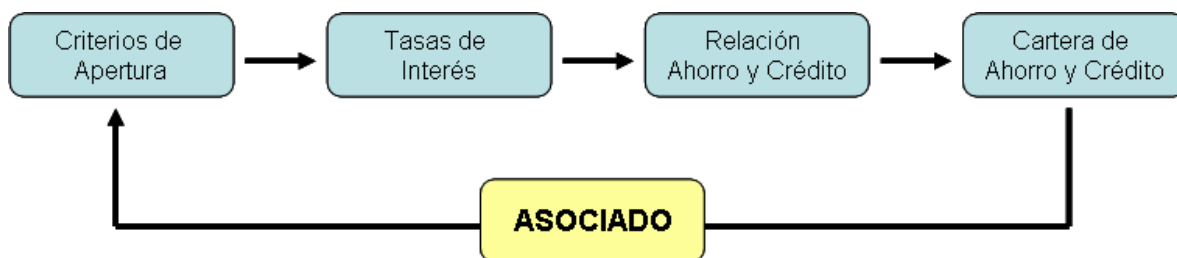 Criterios de
Apertura
Tasas de
Interés
Relación
Ahorro y Crédito
Cartera de
Ahorro y Crédito
ASOCIADO